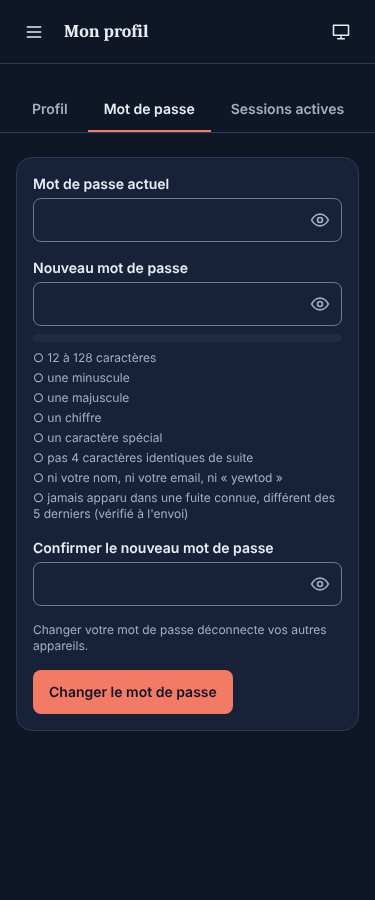 Mon profil
Profil
Mot de passe
Sessions actives
Mot de passe actuel
Nouveau mot de passe
12 à 128 caractères
une minuscule
une majuscule
un chiffre
un caractère spécial
pas 4 caractères identiques de suite
ni votre nom, ni votre email, ni « yewtod »
jamais apparu dans une fuite connue, différent des
5 derniers (vérifié à l'envoi)
Confirmer le nouveau mot de passe
Changer votre mot de passe déconnecte vos autres
appareils.
Changer le mot de passe